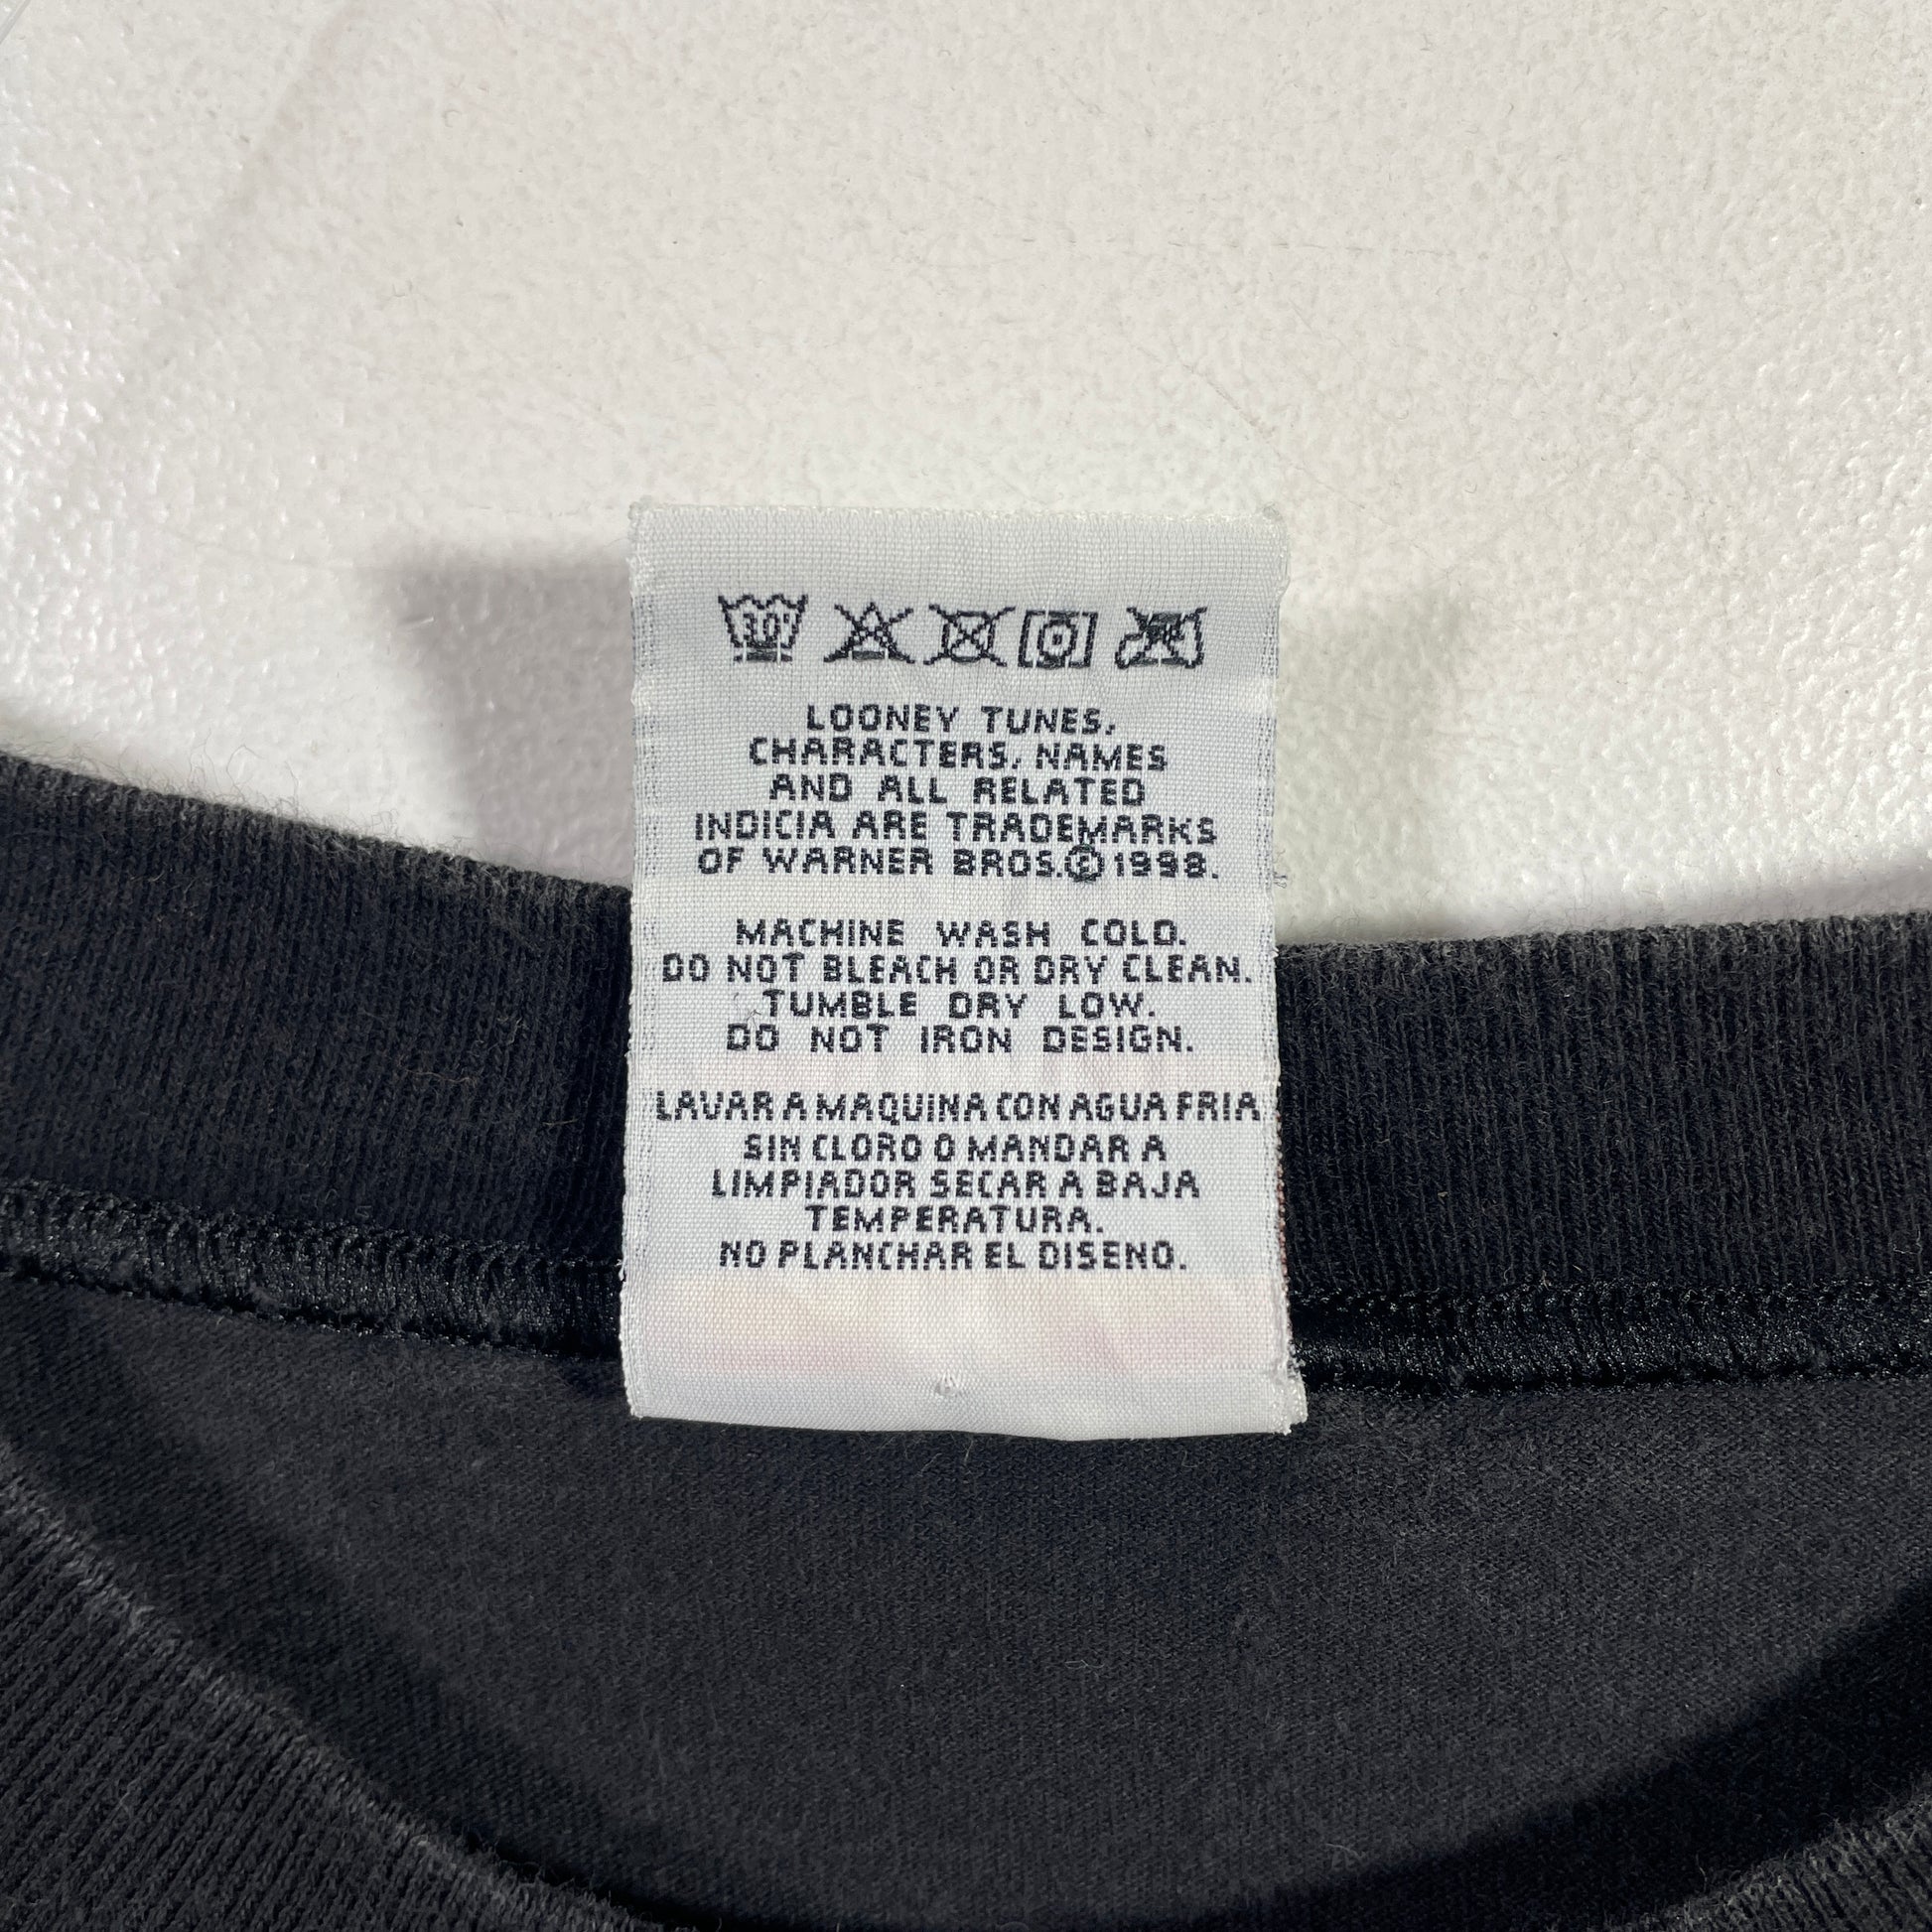 30°
LOONEY TUNES,
CHARACTERS, NAMES
AND ALL RELATED
INDICIA ARE TRADEMARKS
OF WARNER BROS.© 1998.
MACHINE WASH COLD.
DO NOT BLEACH OR DRY CLEAN.
TUMBLE DRY LOW.
DO NOT IRON DESIGN.
LAVAR A MAQUINA CON AGUA FRIA
SIN CLORO O MANDAR A
LIMPIADOR SECAR A BAJA
TEMPERATURA.
NO PLANCHAR EL DISENO.